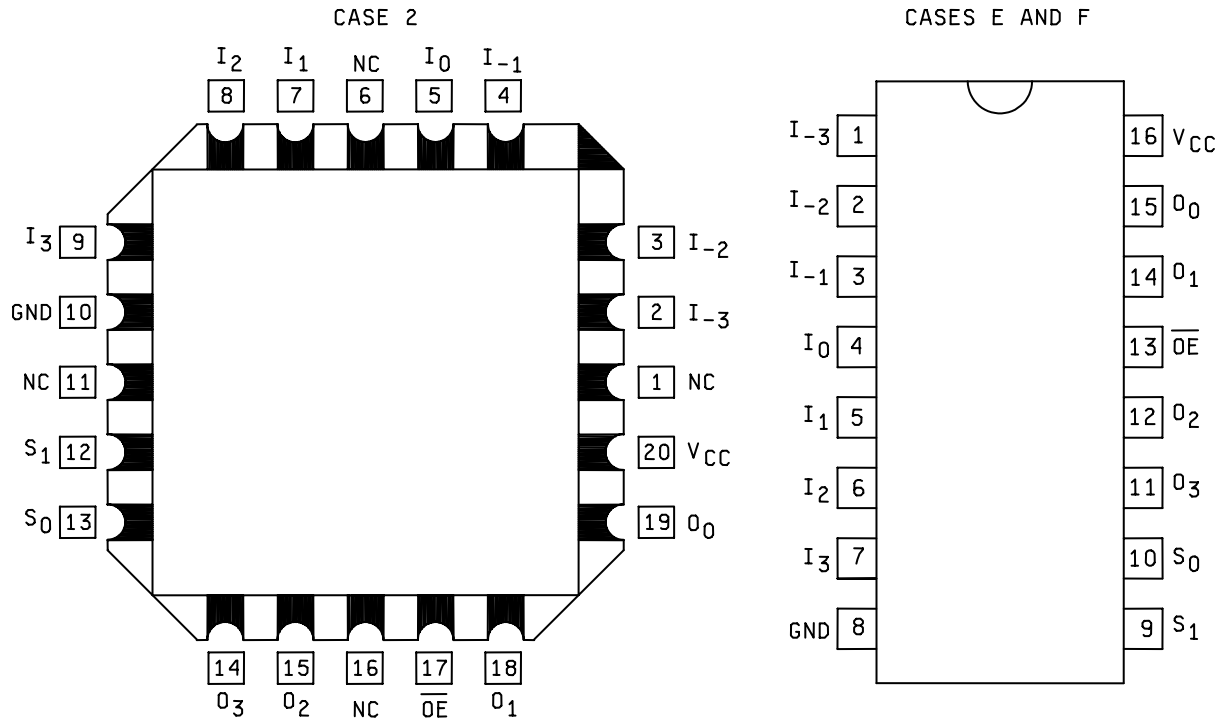 CASE 2
CASES E AND F
I2 I1 NC I0 I-1
8 7 6 5 4
I3 9
GND 10
NC 11
S1 12
S0 13
3 I-2
2 I-3
1 NC
20 VCC
19 O0
14 15 16 17 18
O3 O2 NC OE O1
I-3 1
I-2 2
I-1 3
I0 4
I1 5
I2 6
I3 7
GND 8
16 VCC
15 O0
14 O1
13 OE
12 O2
11 O3
10 S0
9 S1